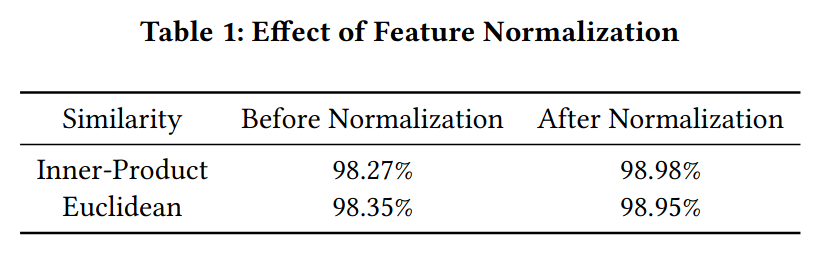 Table 1: Effect of Feature Normalization
Similarity Before Normalization After Normalization
Inner-Product 98.27% 98.98%
Euclidean 98.35% 98.95%